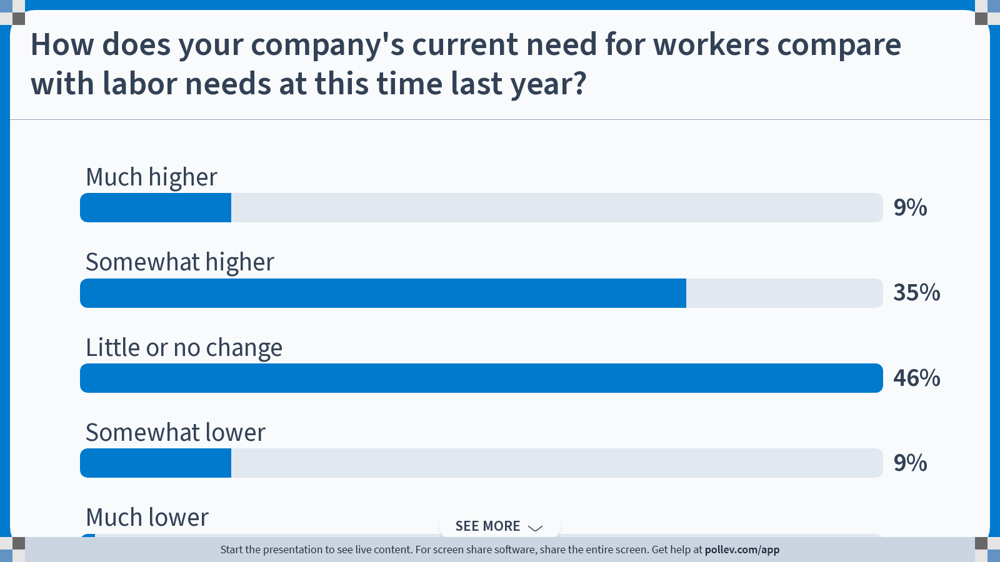 How does your company's current need for workers compare
with labor needs at this time last year?
Much higher
9%
Somewhat higher
35%
Little or no change
46%
Somewhat lower
9%
Much lower
SEE MORE
Start the presentation to see live content. For screen share software, share the entire screen. Get help at pollev.com/app